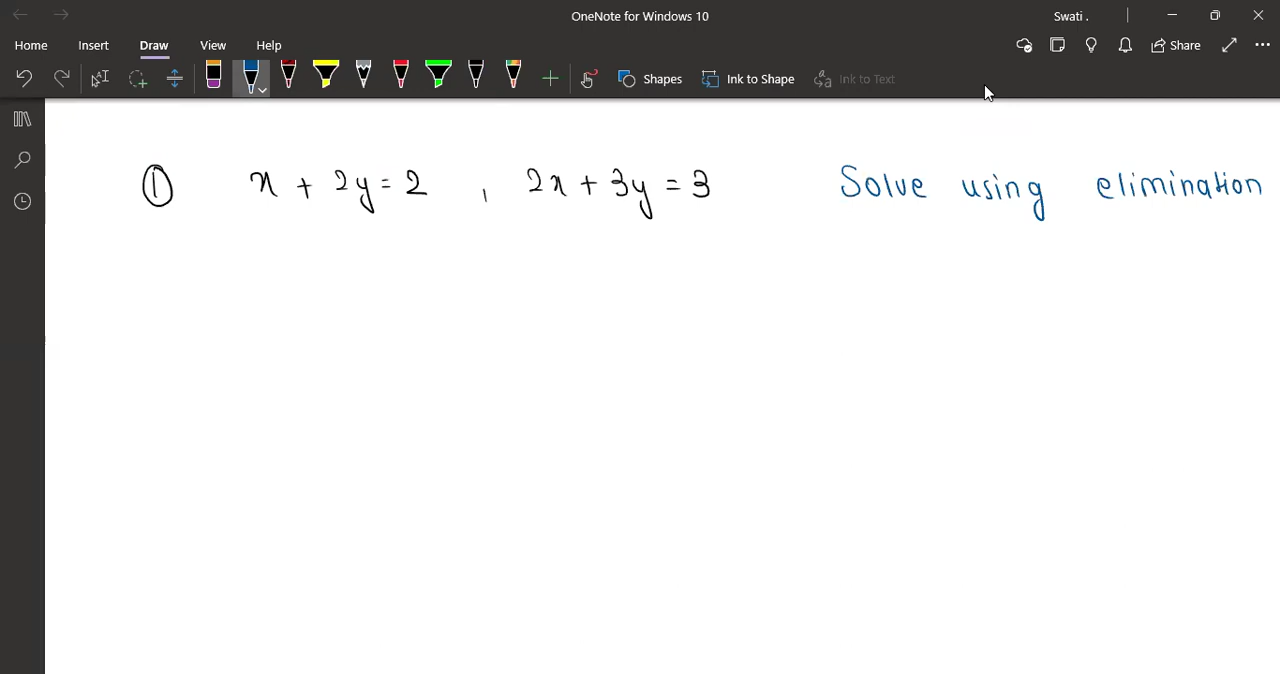 OneNote for Windows 10
Swati .
Home Insert Draw View Help
Share
Shapes Ink to Shape Ink to Text
① x + 2y = 2 , 2x + 3y = 3 Solve using elimination